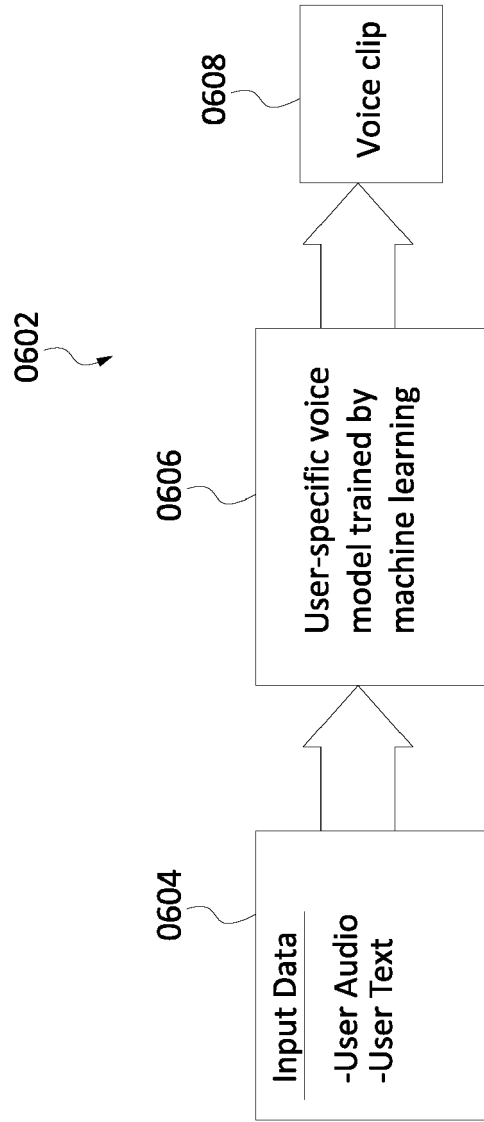 0602
0604
Input Data
-User Audio
-User Text
0606
User-specific voice
model trained by
machine learning
0608
Voice clip